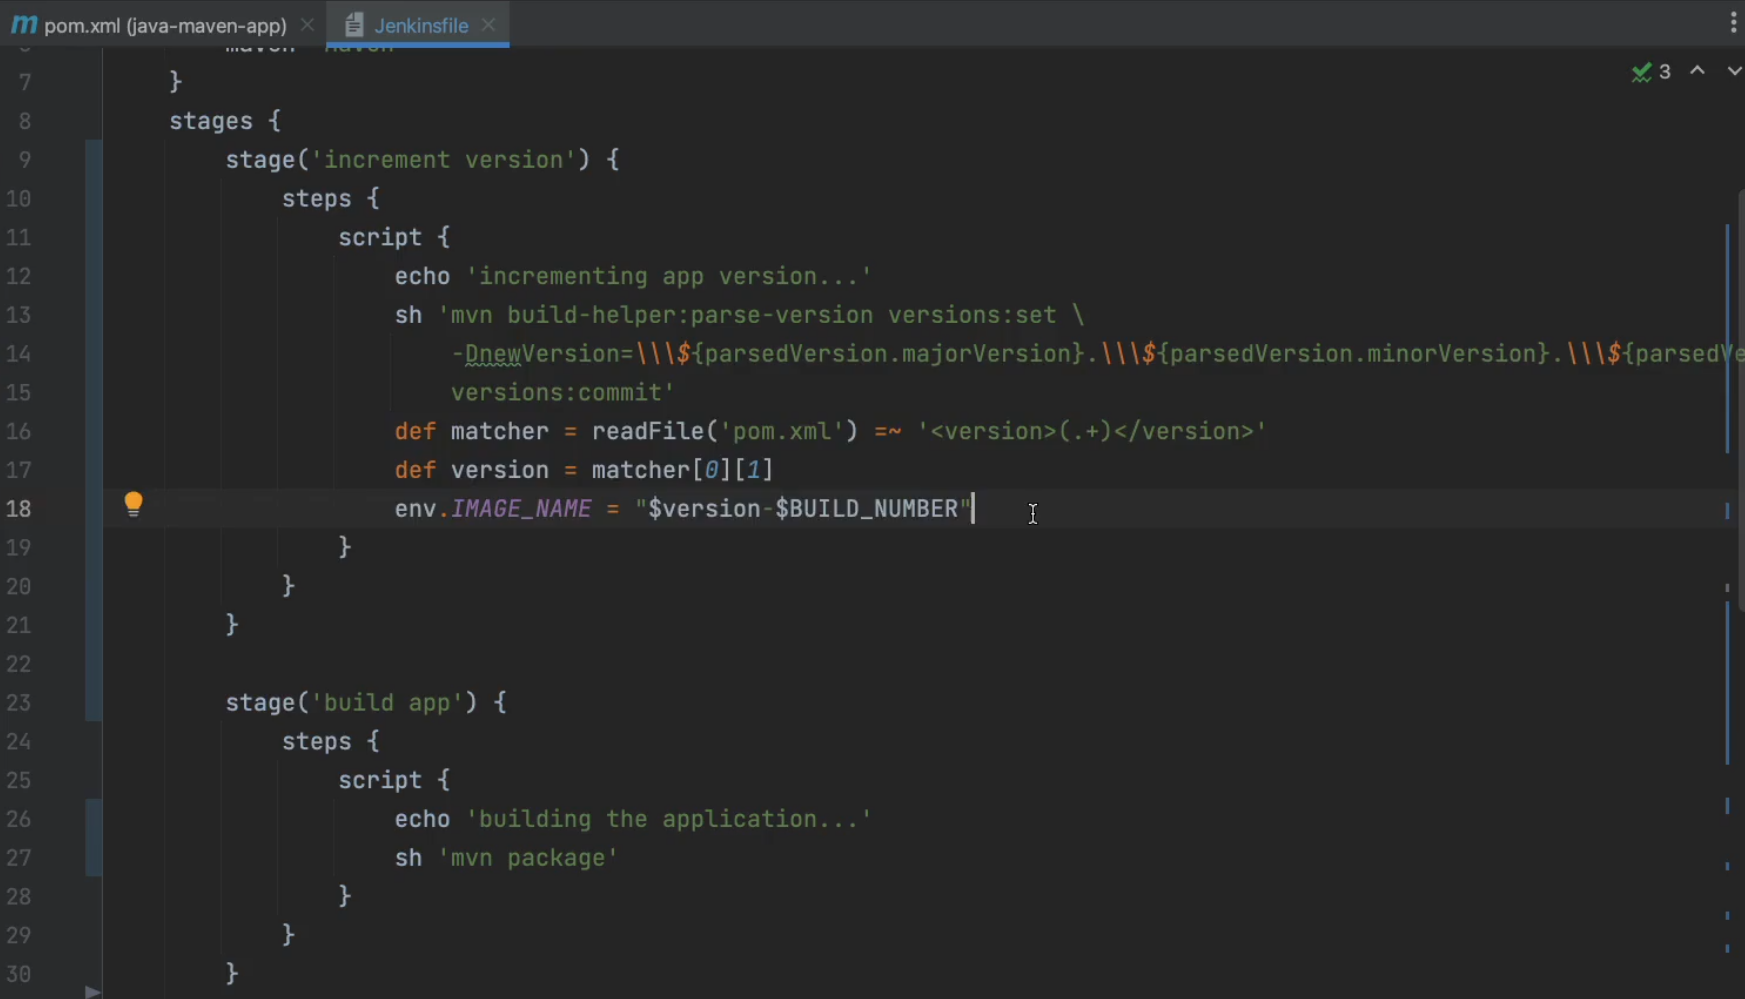 m pom.xml (java-maven-app) × Jenkinsfile ×
7 }
3
8 stages {
9 stage('increment version') {
10 steps {
11 script {
12 echo 'incrementing app version...'
13 sh 'mvn build-helper:parse-version versions:set \
14 -DnewVersion=\\\${parsedVersion.majorVersion}.\\\${parsedVersion.minorVersion}.\\\${parsedVe
15 versions:commit'
16 def matcher = readFile('pom.xml') =~ '<version>(.+)</version>'
17 def version = matcher[0][1]
18 env.IMAGE_NAME = "$version-$BUILD_NUMBER"
19 }
20 }
21 }
22
23 stage('build app') {
24 steps {
25 script {
26 echo 'building the application...'
27 sh 'mvn package'
28 }
29 }
30 }